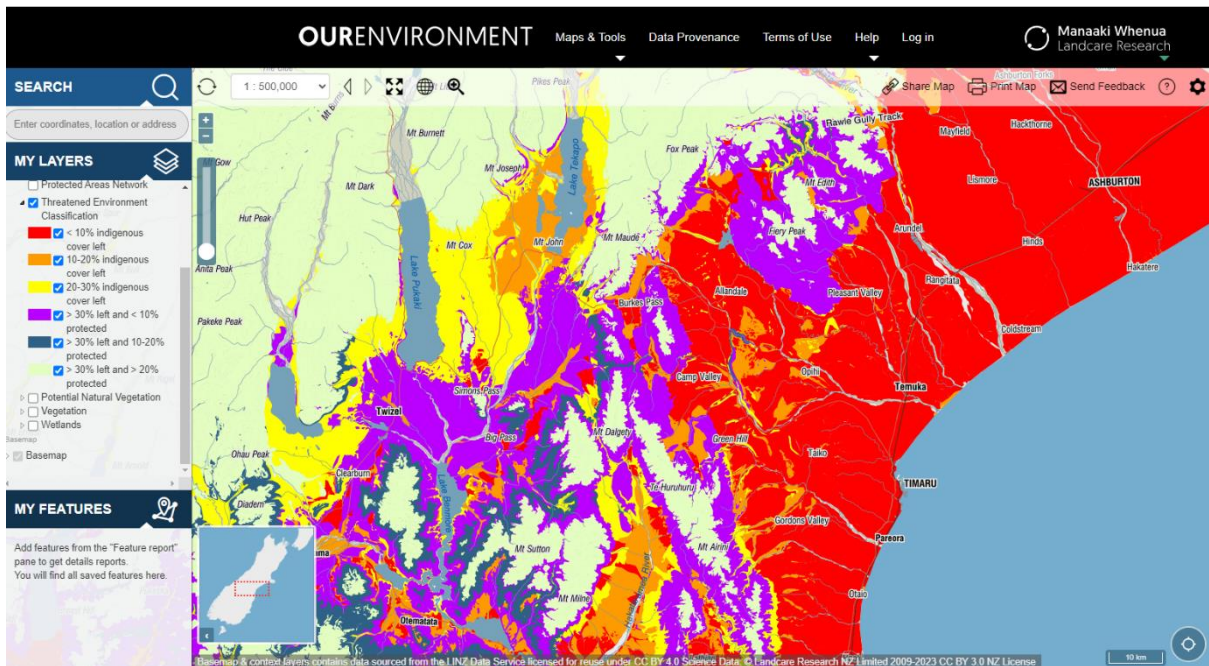 OURENVIRONMENT
Maps & Tools
Data Provenance
Terms of Use
Help
Log in
Manaaki Whenua
Landcare Research
SEARCH
Enter coordinates, location or address
MY LAYERS
Protected Areas Network
Threatened Environment
Classification
< 10% indigenous
cover left
10-20% indigenous
cover left
20-30% indigenous
cover left
> 30% left and < 10%
protected
> 30% left and 10-20%
protected
> 30% left and > 20%
protected
Potential Natural Vegetation
Vegetation
Wetlands
Basemap
Basemap
MY FEATURES
Add features from the "Feature report"
pane to get details reports.
You will find all saved features here.
1 : 500,000
Share Map
Print Map
Send Feedback
?
Pikes Peak
Ashburton Forks
Mt Burnett
Mt Gow
Mt Dark
Hut Peak
Anita Peak
Pakeke Peak
Ohau Peak
Diadem
Clearburn
Twizel
Lake Pukaki
Mt Cox
Mt Joseph
Mt John
Lake Tekapo
Mt Maude
Fox Peak
Rawle Gully Track
Mt Edith
Fiery Peak
Mayfield
Hackthorne
Lismore
ASHBURTON
Arundel
Hinds
Hakatere
Rangitata
Coldstream
Pleasant Valley
Allandale
Burkes Pass
Camp Valley
Opihi
Temuka
Simons Pass
Big Pass
Mt Dalgety
Green Hill
Taiko
TIMARU
Te Huruhuru
Gordons Valley
Pareora
Lake Benmore
Mt Sutton
Mt Airini
Mt Milne
Otaio
Otematata
Basemap & context layers contains data sourced from the LINZ Data Service licensed for reuse under CC BY 4.0 Science Data: © Landcare Research NZ Limited 2009-2023 CC BY 3.0 NZ License
10 km